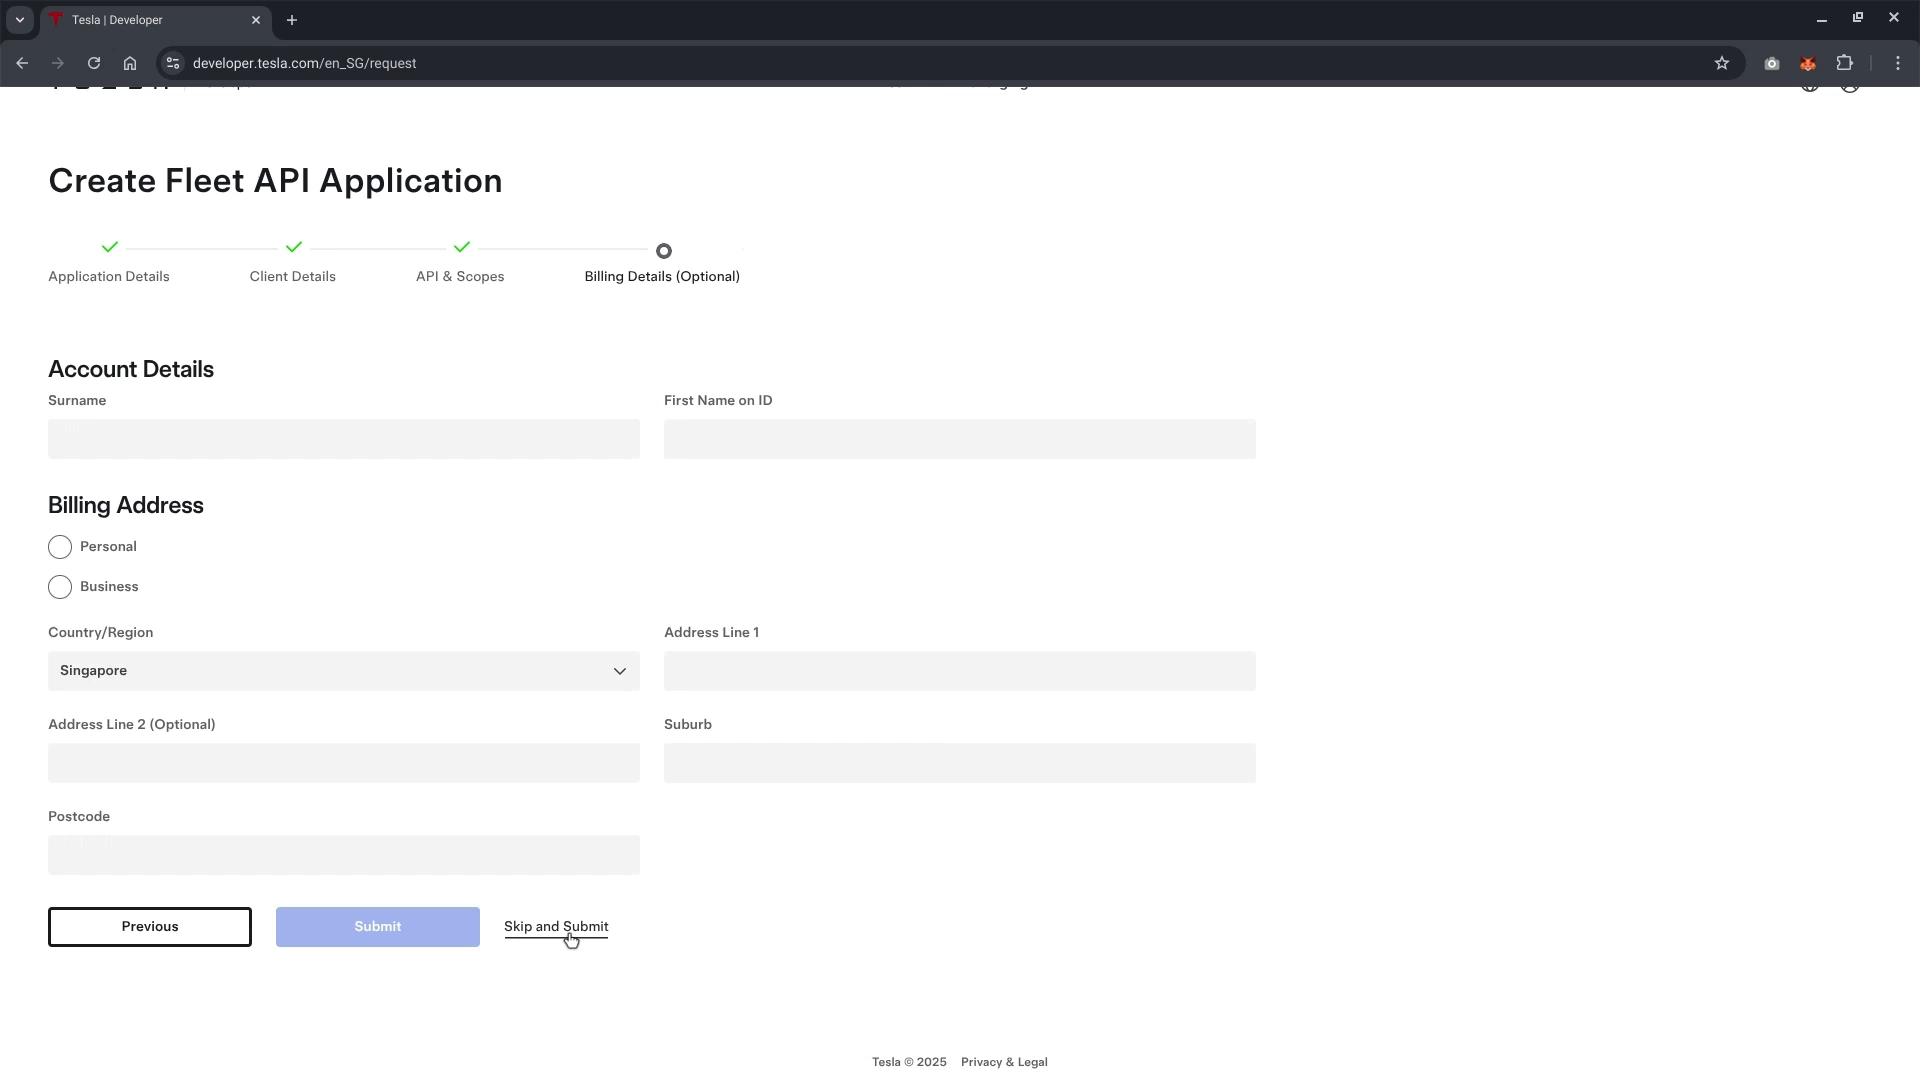 Tesla | Developer
developer.tesla.com/en_SG/request
Create Fleet API Application
Application Details
Client Details
API & Scopes
Billing Details (Optional)
Account Details
Surname
First Name on ID
Billing Address
Personal
Business
Country/Region
Address Line 1
Singapore
Address Line 2 (Optional)
Suburb
Postcode
Previous
Submit
Skip and Submit
Tesla © 2025
Privacy & Legal